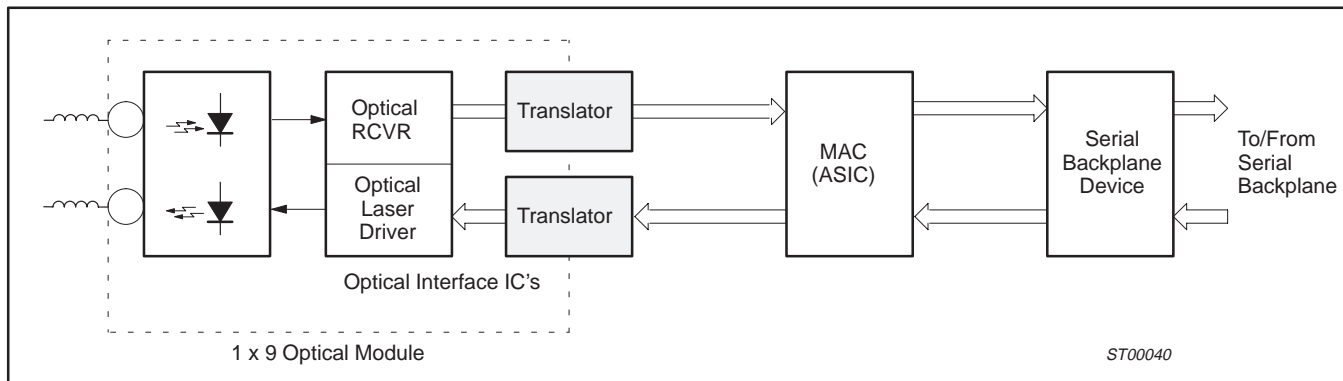 Optical
RCVR
Optical
Laser
Driver
Translator
Translator
MAC
(ASIC)
Serial
Backplane
Device
To/From
Serial
Backplane
Optical Interface IC's
1 x 9 Optical Module
ST00040